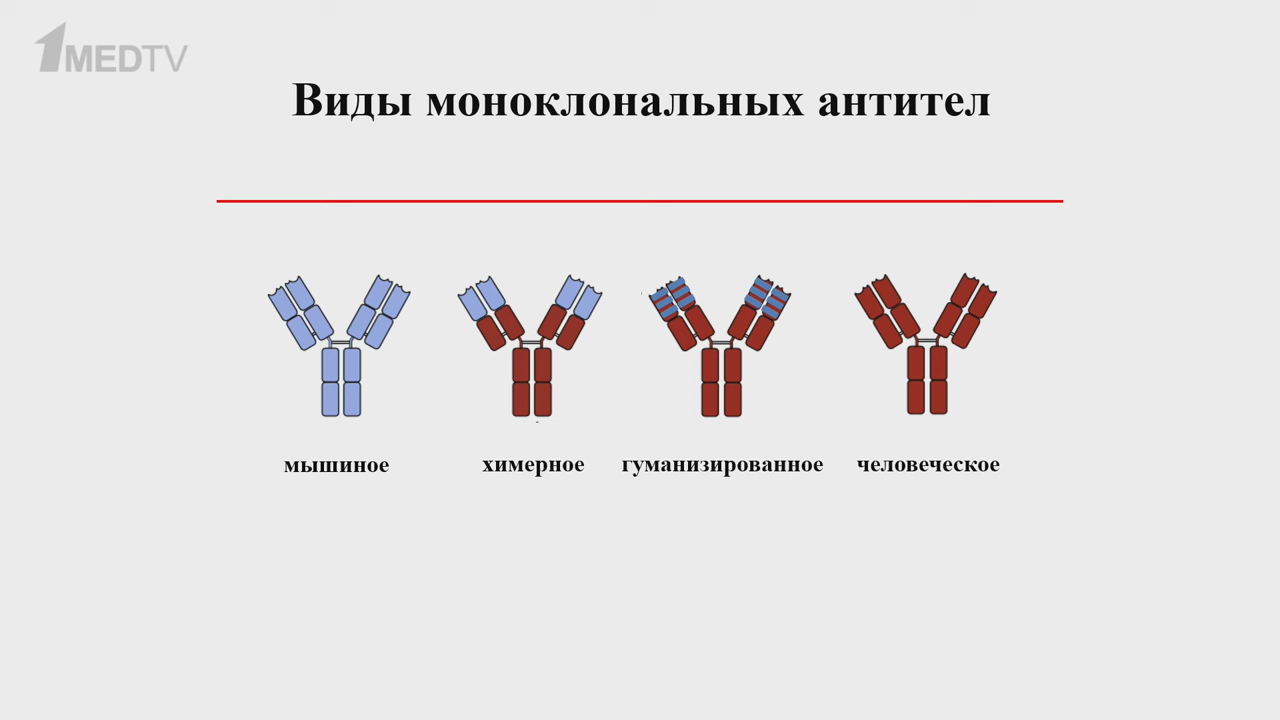 1MEDTV
Виды моноклональных антител
мышиное
химерное
гуманизированное
человеческое